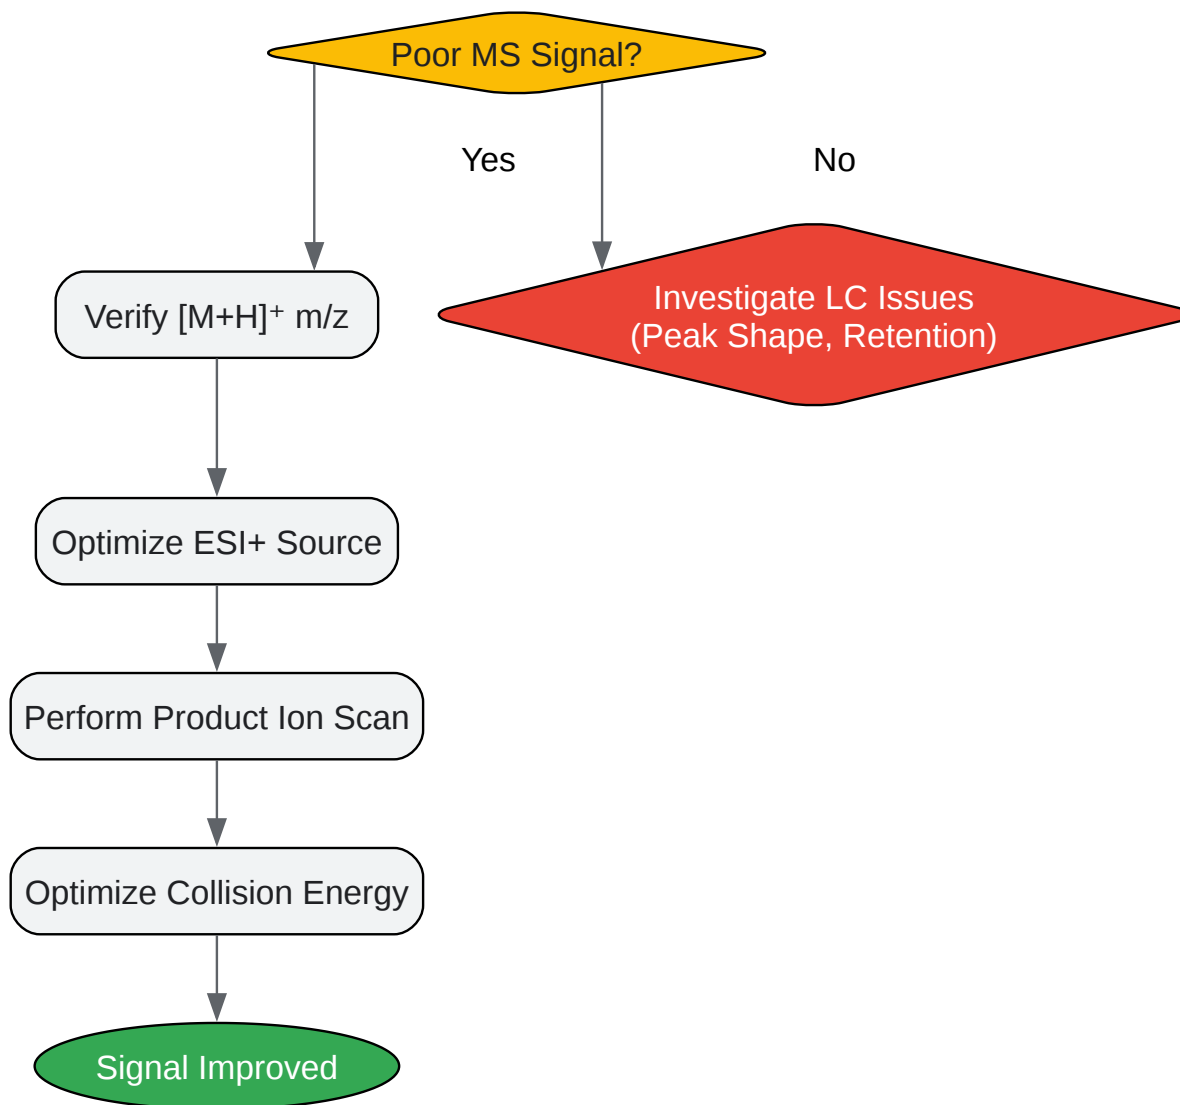 Poor MS Signal?
Yes
No
Verify [M+H]⁺ m/z
Investigate LC Issues
(Peak Shape, Retention)
Optimize ESI+ Source
Perform Product Ion Scan
Optimize Collision Energy
Signal Improved